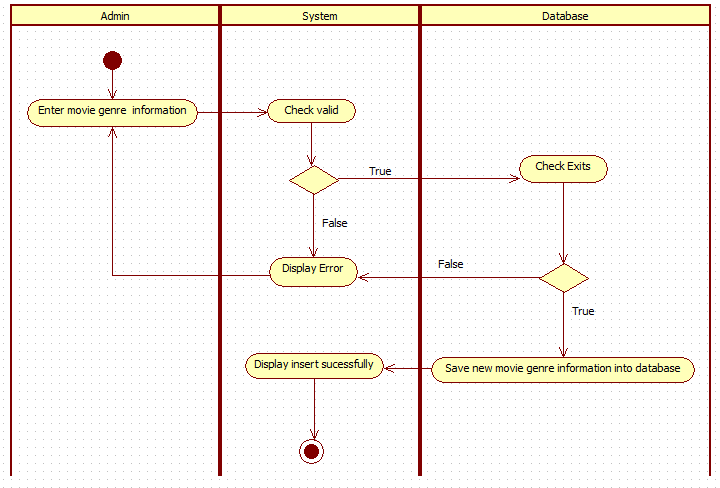 Admin
System
Database
Enter movie genre  information
Check valid
True
Check Exits
False
Display Error
False
True
Display insert sucessfully
Save new movie genre information into database